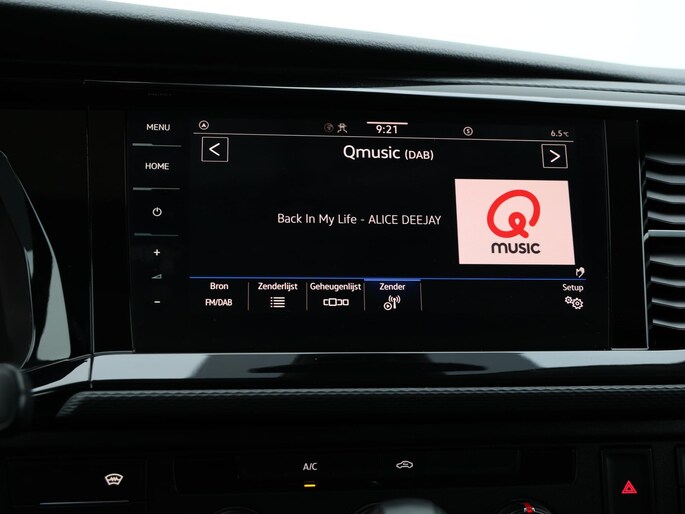 MENU
HOME
9:21
6.5°C
Qmusic (DAB)
<
>
Back In My Life - ALICE DEEJAY
Q
MUSIC
+
-
Bron
Zenderlijst
Geheugenlijst
Zender
Setup
FM/DAB
A/C